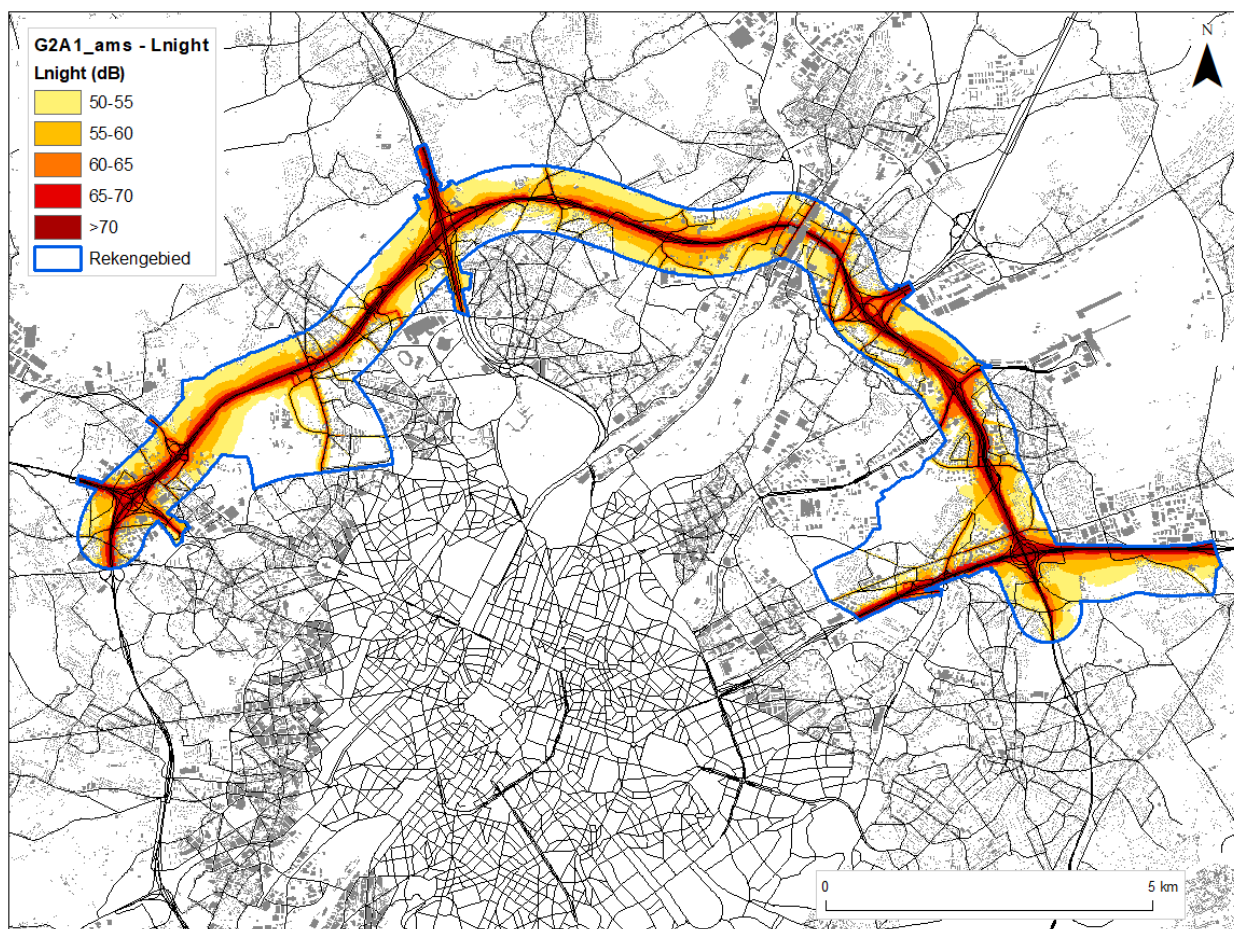 G2A1_ams - Lnight
Lnight (dB)
50-55
55-60
60-65
65-70
>70
Rekengebied
N
0 5 km